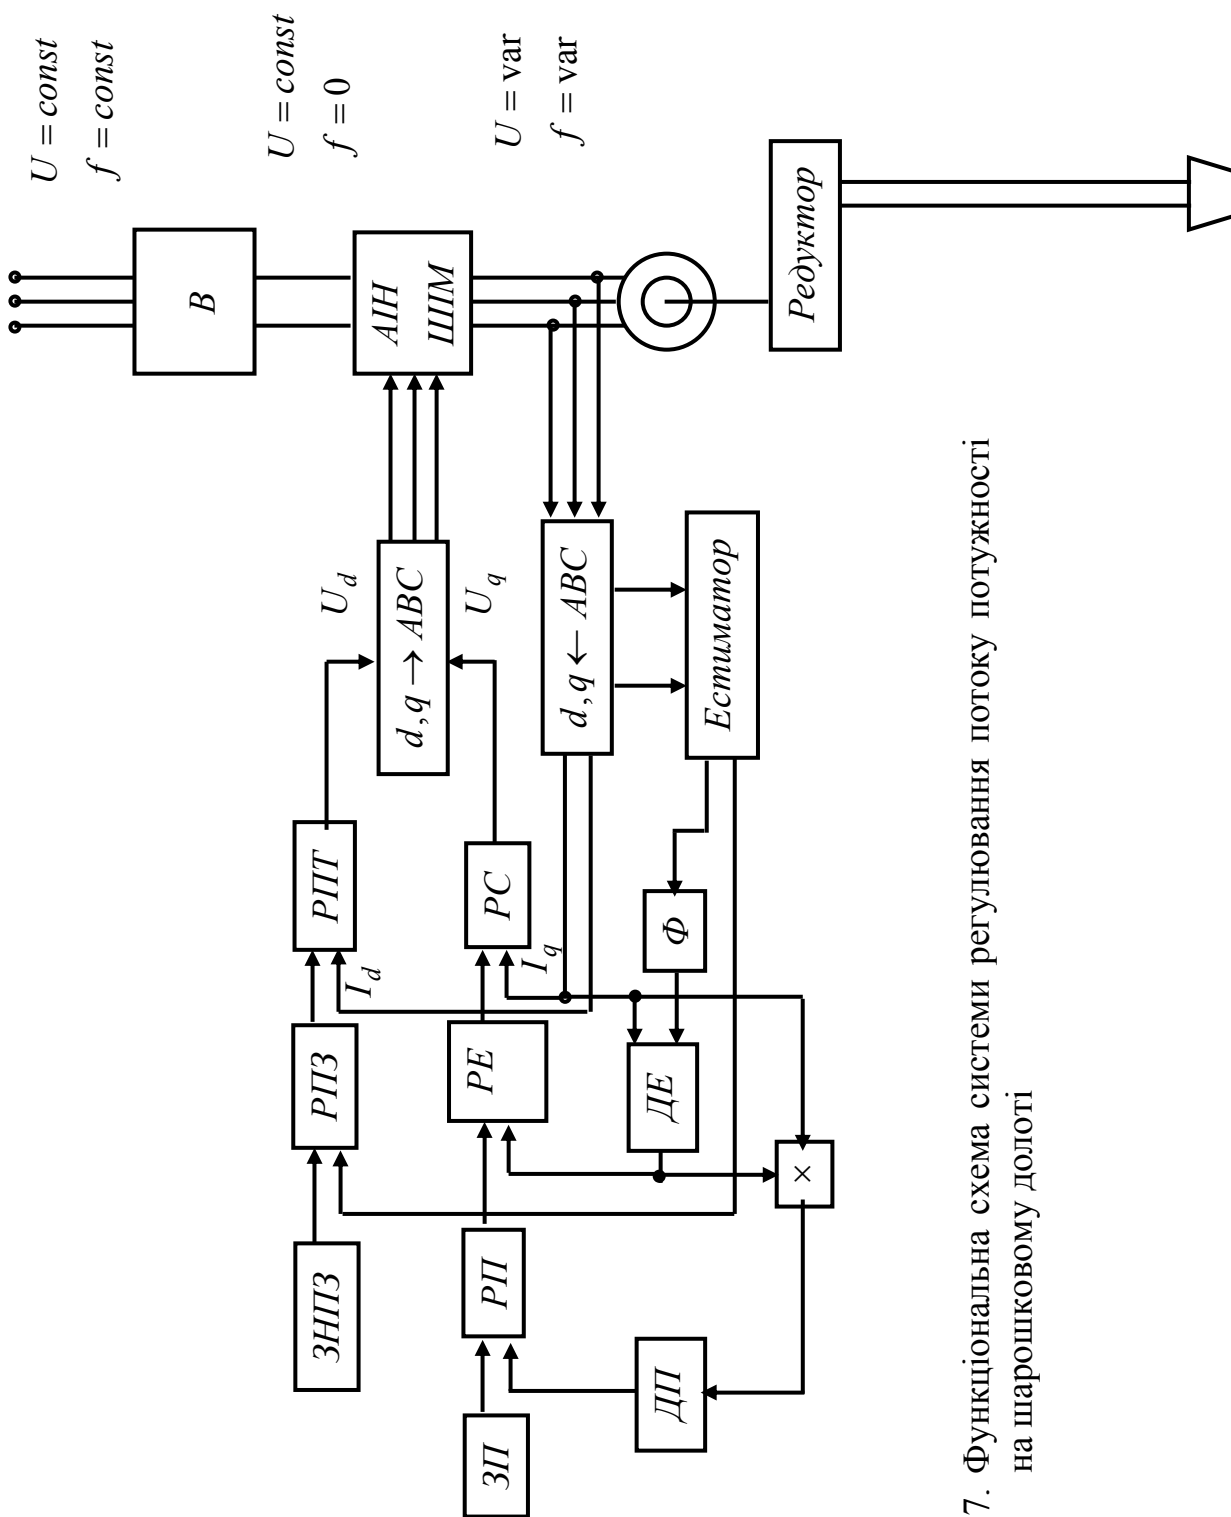 U = const
f = const
U = const
f = 0
U = var
f = var
В
АІН
ШІМ
Редуктор
U_d
d,q → ABC
U_q
d,q ← ABC
Естиматор
РПТ
РС
I_d
I_q
Ф
РПЗ
РЕ
ДЕ
×
ЗНПЗ
РП
ДП
ЗП
7. Функціональна схема системи регулювання потоку потужності
на шарошковому долоті